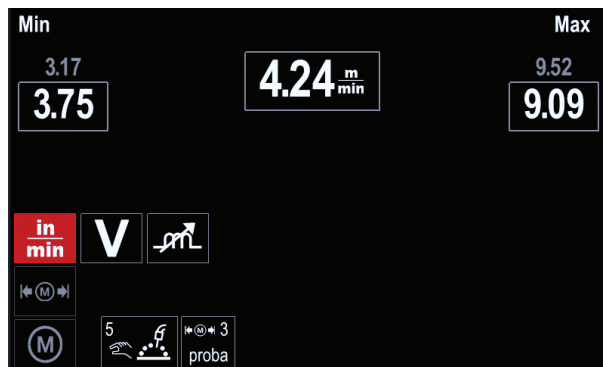 Min Max
3.17 4.24 m/min 9.52
3.75 9.09
in/min V
M
M 5 M 3
proba